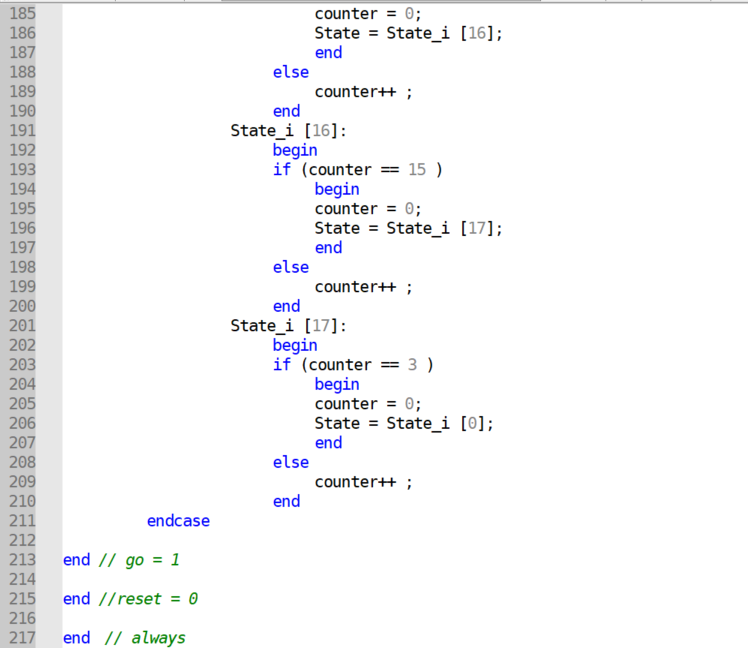 185 counter = 0;
186 State = State_i [16];
187 end
188 else
189 counter++ ;
190 end
191 State_i [16]:
192 begin
193 if (counter == 15 )
194 begin
195 counter = 0;
196 State = State_i [17];
197 end
198 else
199 counter++ ;
200 end
201 State_i [17]:
202 begin
203 if (counter == 3 )
204 begin
205 counter = 0;
206 State = State_i [0];
207 end
208 else
209 counter++ ;
210 end
211 endcase
212
213 end // go = 1
214
215 end //reset = 0
216
217 end // always